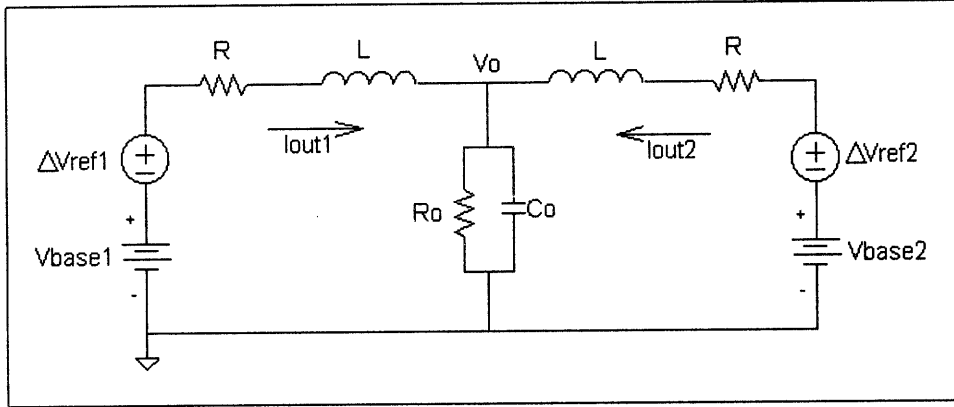 R L Vo L R
Iout1 Iout2
ΔVref1 + − + − ΔVref2
Ro Co
+ +
Vbase1 Vbase2
- -